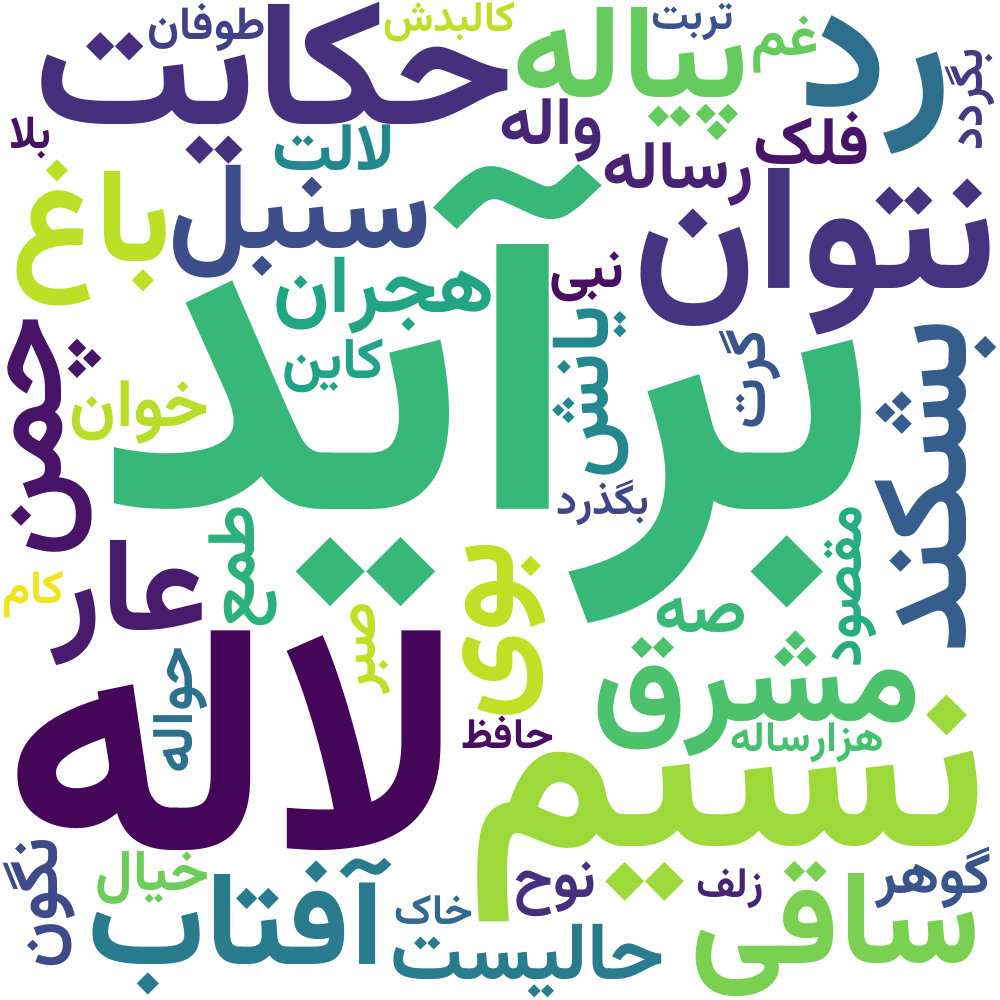 کالبدش
تربت
حکایت
طوفان
پیاله
غم
رد
بگردد
بلا
لالت
واله
رساله
فلک
باغ
سنبل
نتوان
هجران
نبی
برآید
یانش
گرت
بشکند
چمن
کاین
خوان
بگذرد
طمع
مقصود
عار
کام
بوی
صه
صبر
لاله
حواله
مشرق
حافظ
هزارساله
نسیم
نگون
خیال
آفتاب
خاک
نوح
زلف
گوهر
ساقی
حالیست